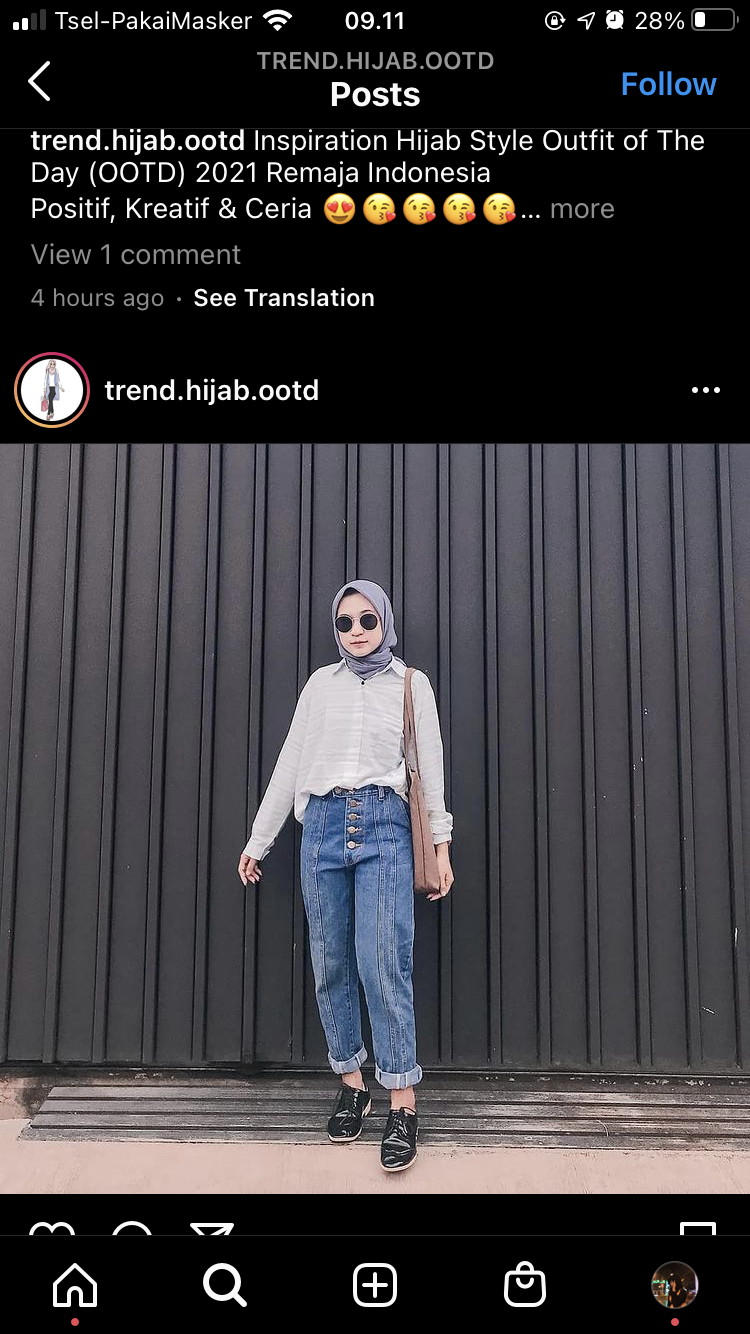 Tsel-PakaiMasker 09.11 28%
TREND.HIJAB.OOTD
Posts
Follow
trend.hijab.ootd Inspiration Hijab Style Outfit of The
Day (OOTD) 2021 Remaja Indonesia
Positif, Kreatif & Ceria 😍😘😘😘😘... more
View 1 comment
4 hours ago · See Translation
trend.hijab.ootd